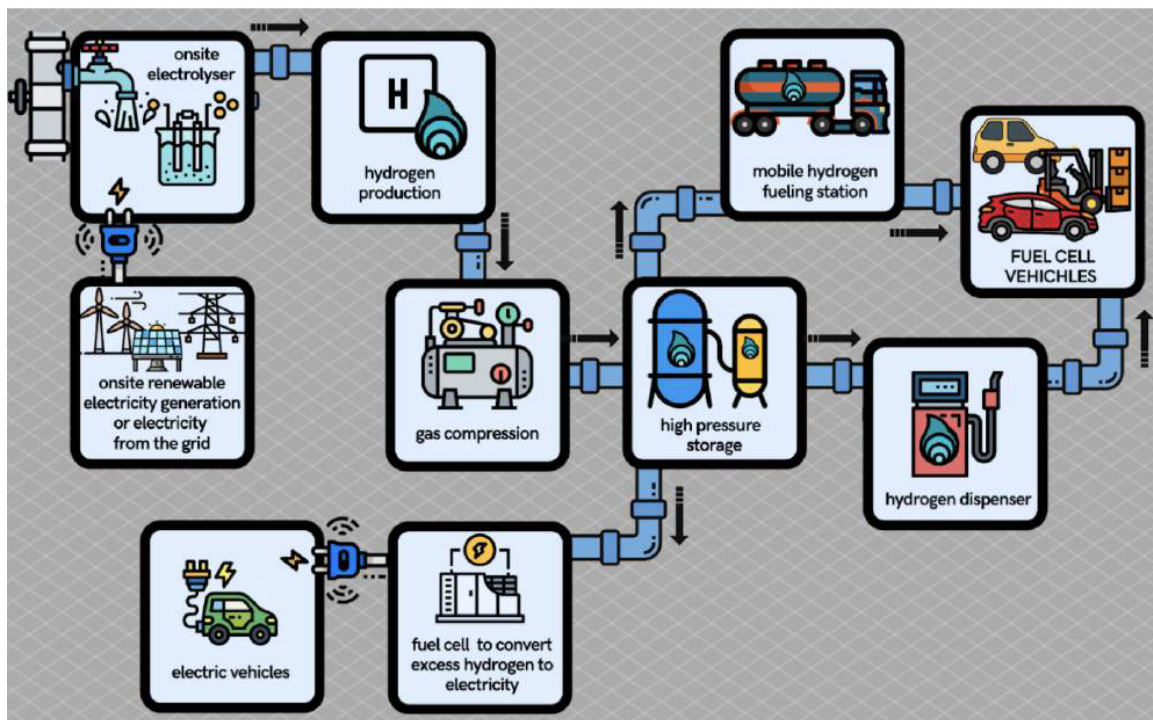 onsite
electrolyser
H
hydrogen
production
mobile hydrogen
fueling station
FUEL CELL
VEHICHLES
onsite renewable
electricity generation
or electricity
from the grid
gas compression
high pressure
storage
hydrogen dispenser
electric vehicles
fuel cell to convert
excess hydrogen to
electricity